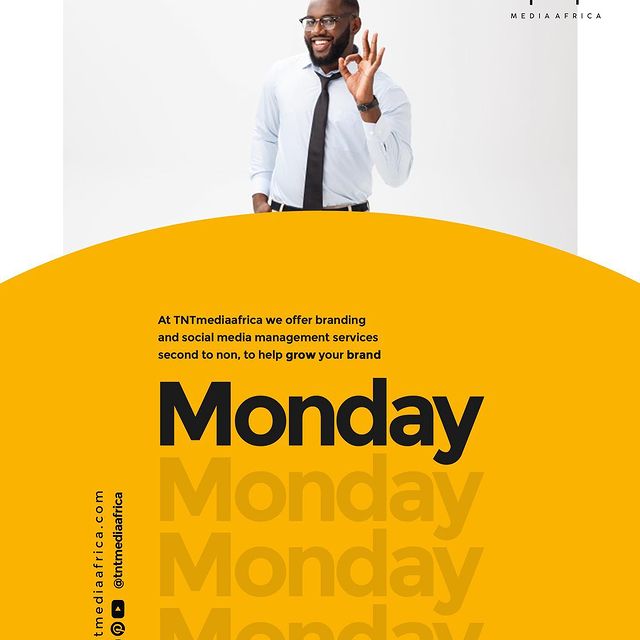 MEDIA AFRICA
At TNTmediaafrica we offer branding
and social media management services
second to non, to help grow your brand
Monday
Monday
Monday
Monday
tmediaafrica.com
@tntmediaafrica